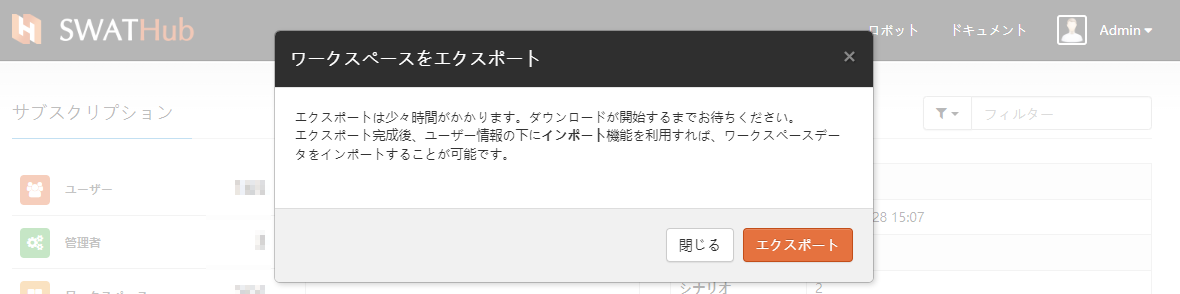 SWATHub
ロボット
ドキュメント
Admin
ワークスペースをエクスポート
×
サブスクリプション
フィルター
エクスポートは少々時間がかかります。ダウンロードが開始するまでお待ちください。
エクスポート完成後、ユーザー情報の下にインポート機能を利用すれば、ワークスペースデー
タをインポートすることが可能です。
ユーザー
28 15:07
管理者
閉じる
エクスポート
ワークスペース
シナリオ
2